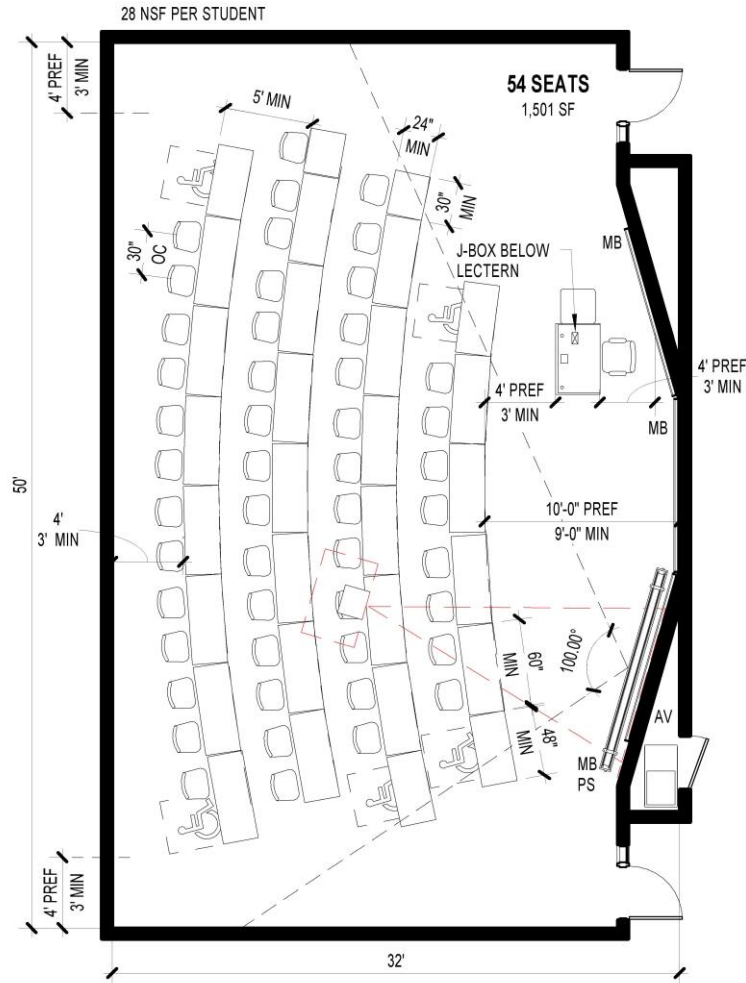 28 NSF PER STUDENT
4' PREF
3' MIN
5' MIN
54 SEATS
1,501 SF
24"
MIN
30"
MIN
30"
OC
J-BOX BELOW
LECTERN
MB
4' PREF
3' MIN
4' PREF
3' MIN
MB
50'
10'-0" PREF
9'-0" MIN
4'
3' MIN
60"
MIN
100.00°
48"
MIN
AV
MB
PS
4' PREF
3' MIN
32'